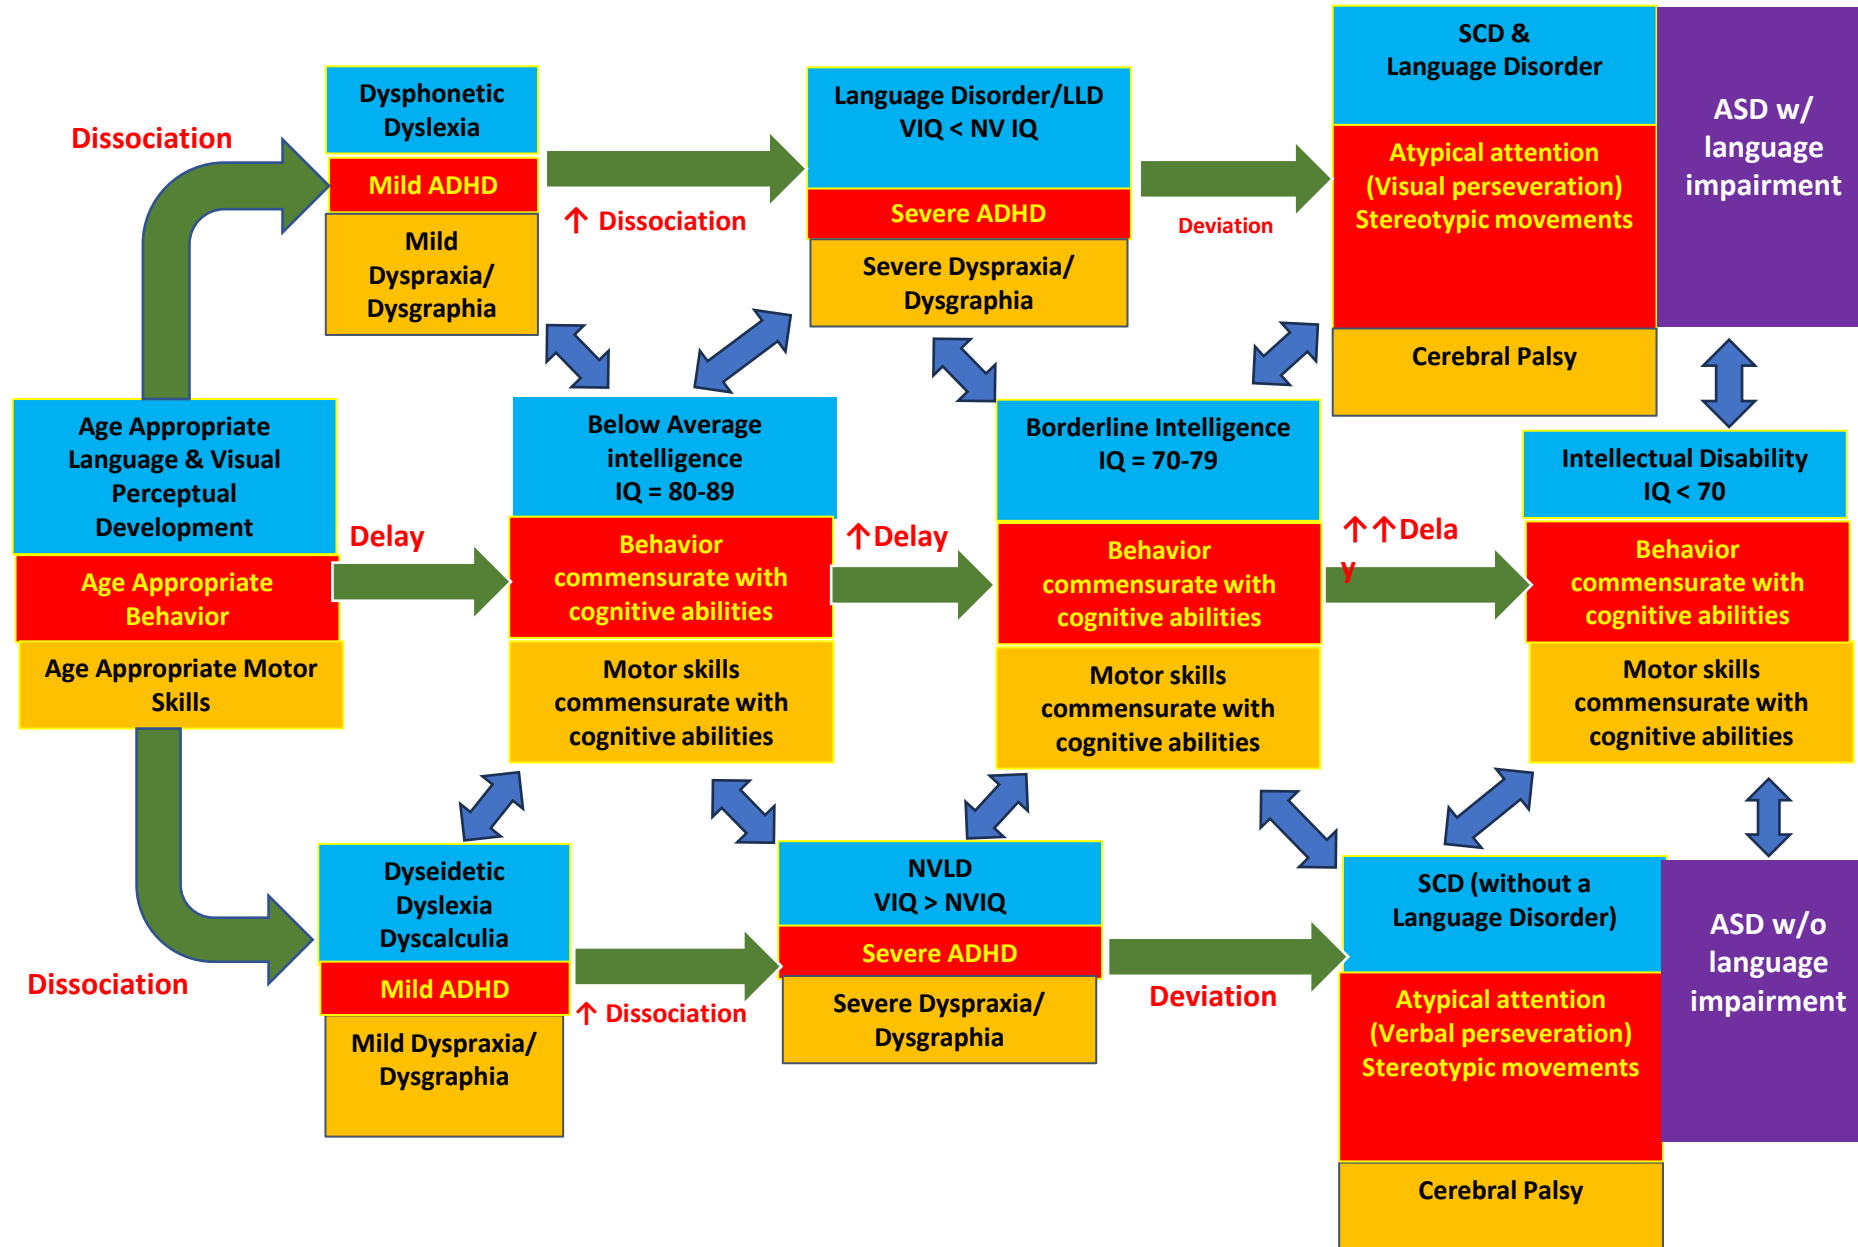 SCD &
Language Disorder
ASD w/
language
impairment
Atypical attention
(Visual perseveration)
Stereotypic movements
Cerebral Palsy
Dissociation
Dysphonetic
Dyslexia
Mild ADHD
Mild
Dyspraxia/
Dysgraphia
↑ Dissociation
Language Disorder/LLD
VIQ < NV IQ
Severe ADHD
Severe Dyspraxia/
Dysgraphia
Deviation
Age Appropriate
Language & Visual
Perceptual
Development
Age Appropriate
Behavior
Age Appropriate Motor
Skills
Delay
Below Average
intelligence
IQ = 80-89
Behavior
commensurate with
cognitive abilities
Motor skills
commensurate with
cognitive abilities
↑Delay
Borderline Intelligence
IQ = 70-79
Behavior
commensurate with
cognitive abilities
Motor skills
commensurate with
cognitive abilities
↑↑Dela
y
Intellectual Disability
IQ < 70
Behavior
commensurate with
cognitive abilities
Motor skills
commensurate with
cognitive abilities
Dissociation
Dyseidetic
Dyslexia
Dyscalculia
Mild ADHD
Mild Dyspraxia/
Dysgraphia
↑ Dissociation
NVLD
VIQ > NVIQ
Severe ADHD
Severe Dyspraxia/
Dysgraphia
Deviation
SCD (without a
Language Disorder)
Atypical attention
(Verbal perseveration)
Stereotypic movements
Cerebral Palsy
ASD w/o
language
impairment